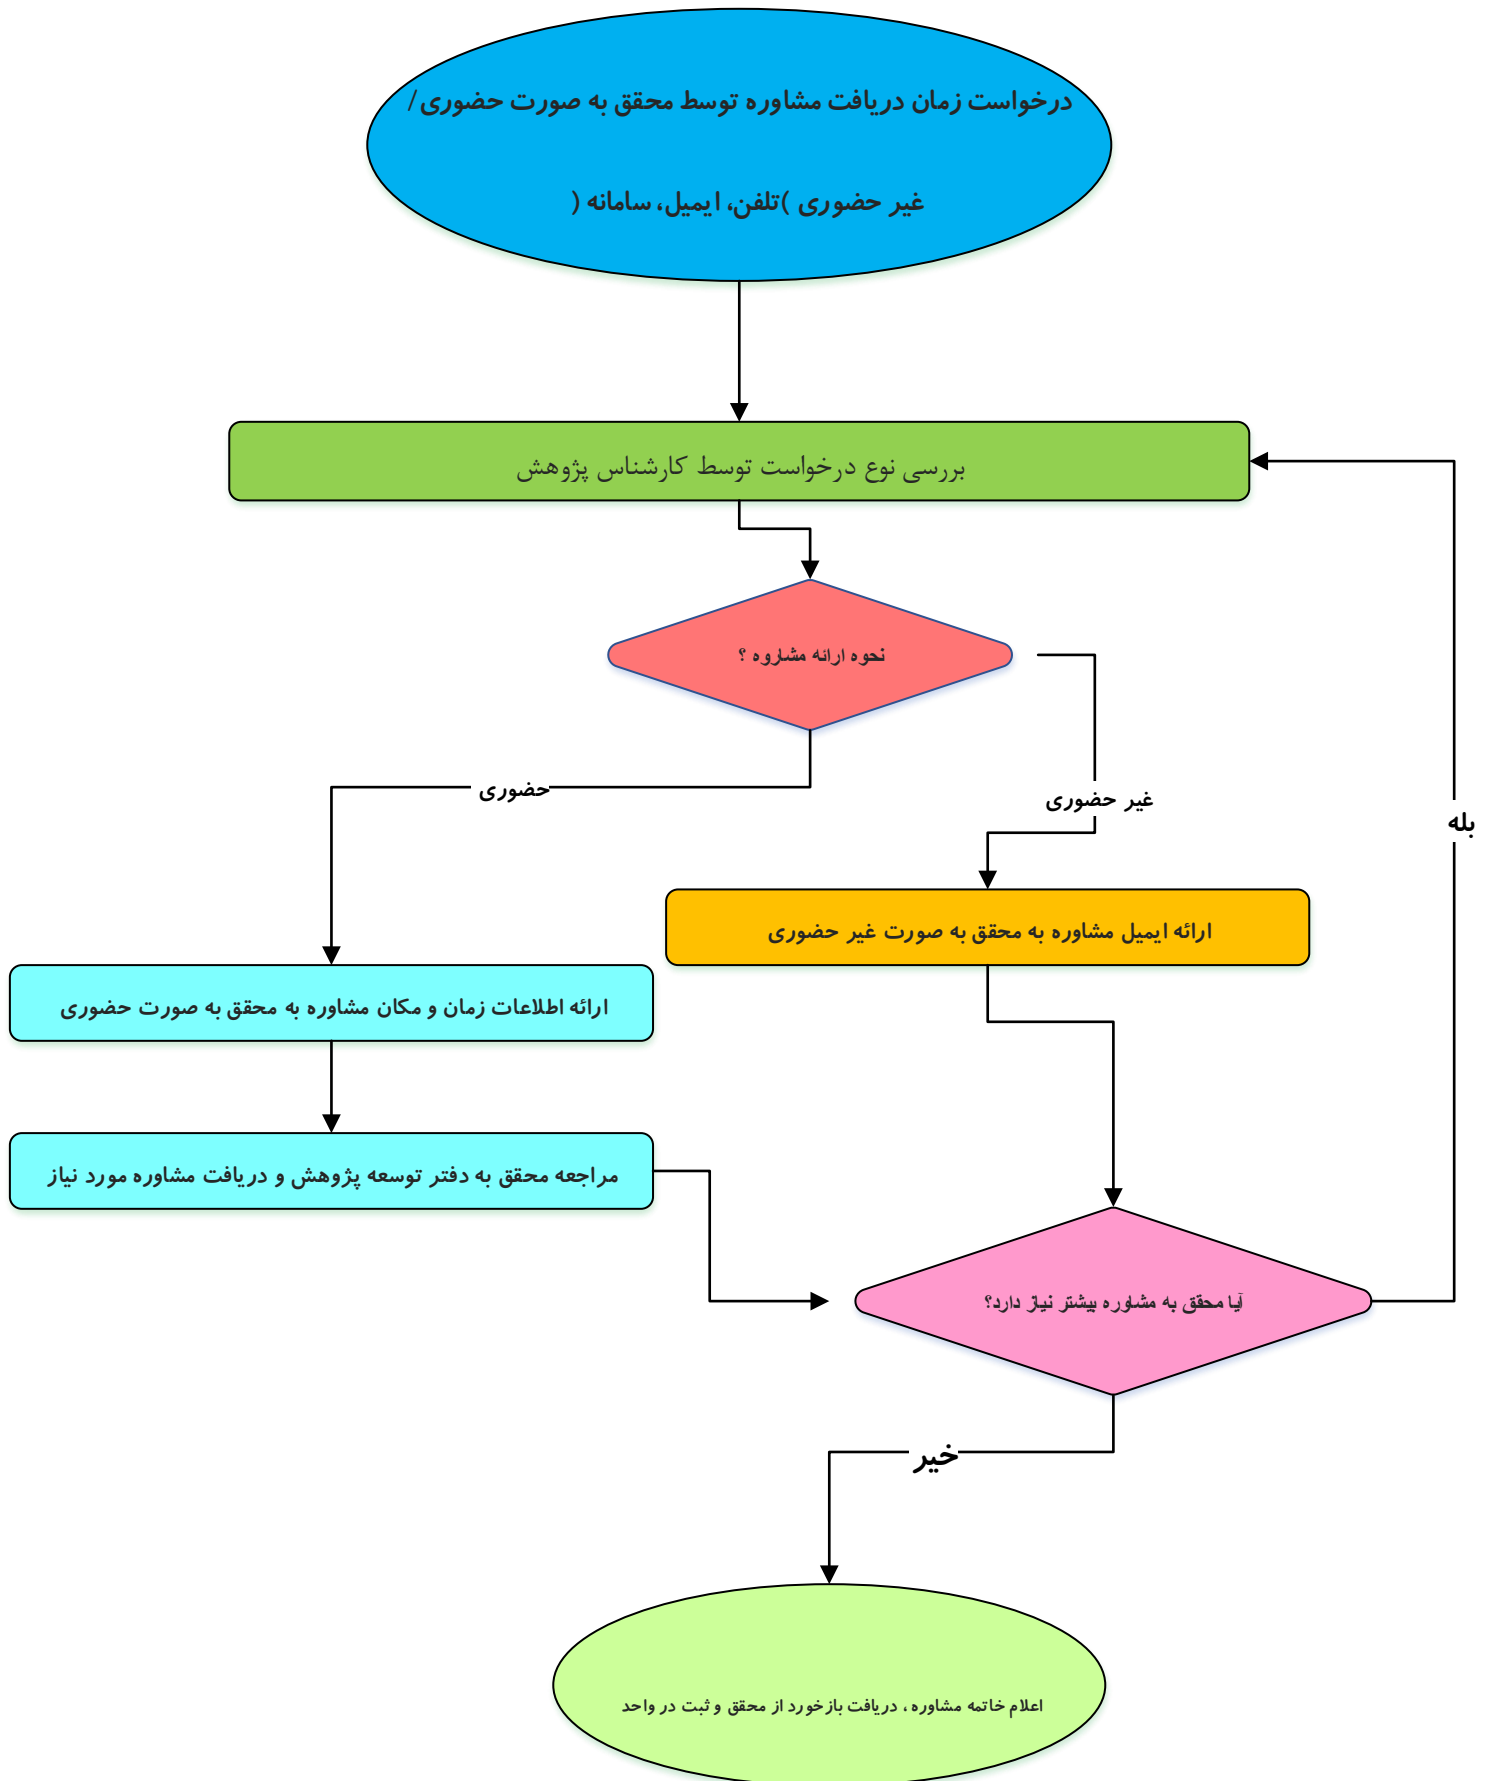 درخواست زمان دریافت مشاوره توسط محقق به صورت حضوری/
غیر حضوری )تلفن، ایمیل، سامانه (
بررسی نوع درخواست توسط کارشناس پژوهش
نحوه ارائه مشاروه ؟
حضوری
غیر حضوری
بله
ارائه ایمیل مشاوره به محقق به صورت غیر حضوری
ارائه اطلاعات زمان و مکان مشاوره به محقق به صورت حضوری
مراجعه محقق به دفتر توسعه پژوهش و دریافت مشاوره مورد نیاز
آیا محقق به مشاوره بیشتر نیاز دارد؟
خیر
اعلام خاتمه مشاوره ، دریافت بازخورد از محقق و ثبت در واحد